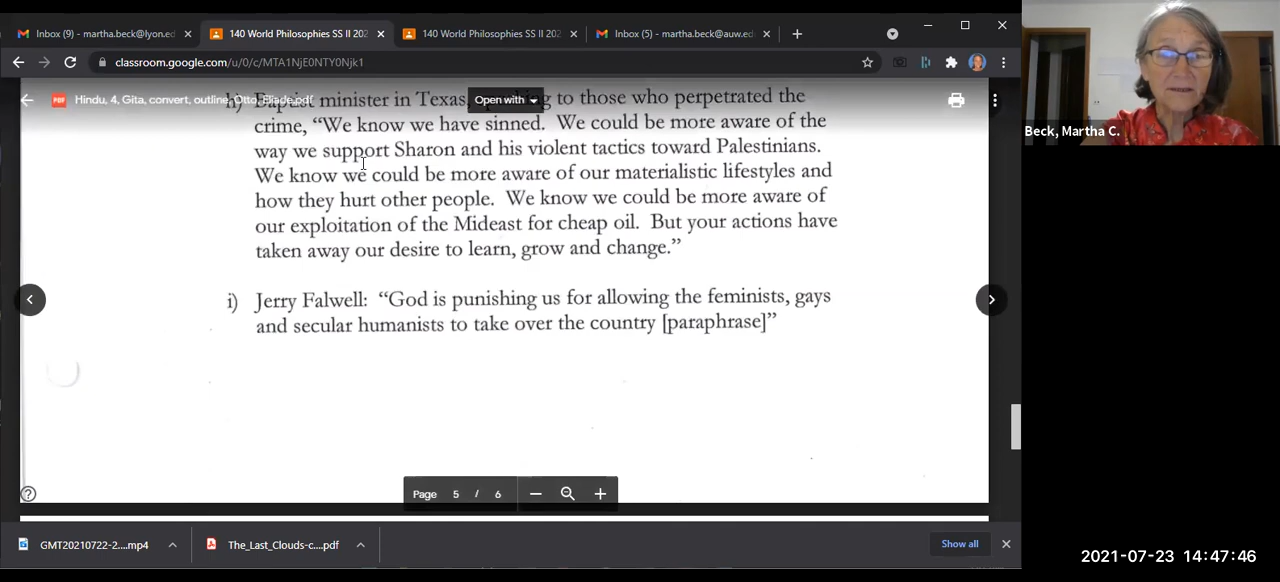 Inbox (9) - martha.beck@lyon.ed
140 World Philosophies SS II 202
140 World Philosophies SS II 202
Inbox (5) - martha.beck@auw.ed
classroom.google.com/u/0/c/MTA1NjE0NTY0Njk1
PDF Hindu, 4, Gita, convert, outline, Otto, Eliade.pdf
Open with
h) Baptist minister in Texas, speaking to those who perpetrated the
crime, “We know we have sinned. We could be more aware of the
way we support Sharon and his violent tactics toward Palestinians.
We know we could be more aware of our materialistic lifestyles and
how they hurt other people. We know we could be more aware of
our exploitation of the Mideast for cheap oil. But your actions have
taken away our desire to learn, grow and change.”
i) Jerry Falwell: “God is punishing us for allowing the feminists, gays
and secular humanists to take over the country [paraphrase]”
Page 5 / 6
GMT20210722-2....mp4
The_Last_Clouds-c....pdf
Show all
Beck, Martha C.
2021-07-23 14:47:46